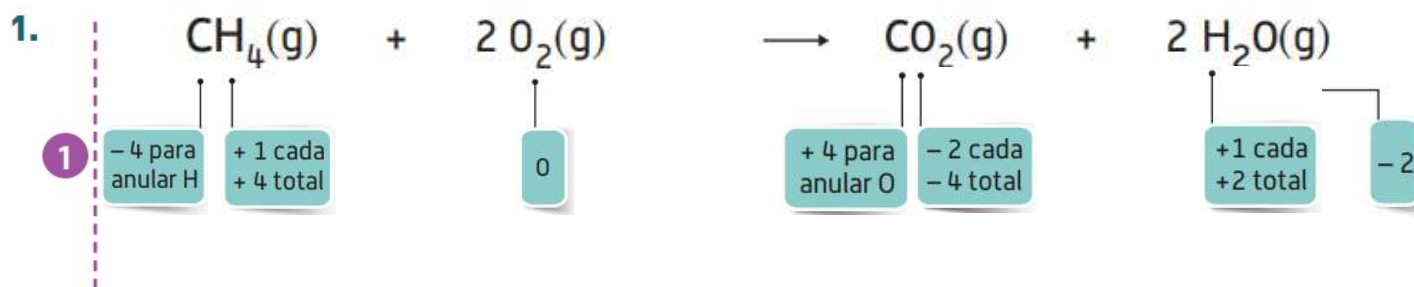 1. CH₄(g) + 2 O₂(g) ⟶ CO₂(g) + 2 H₂O(g)
1
– 4 para
anular H
+ 1 cada
+ 4 total
0
+ 4 para
anular O
– 2 cada
– 4 total
+1 cada
+2 total
– 2